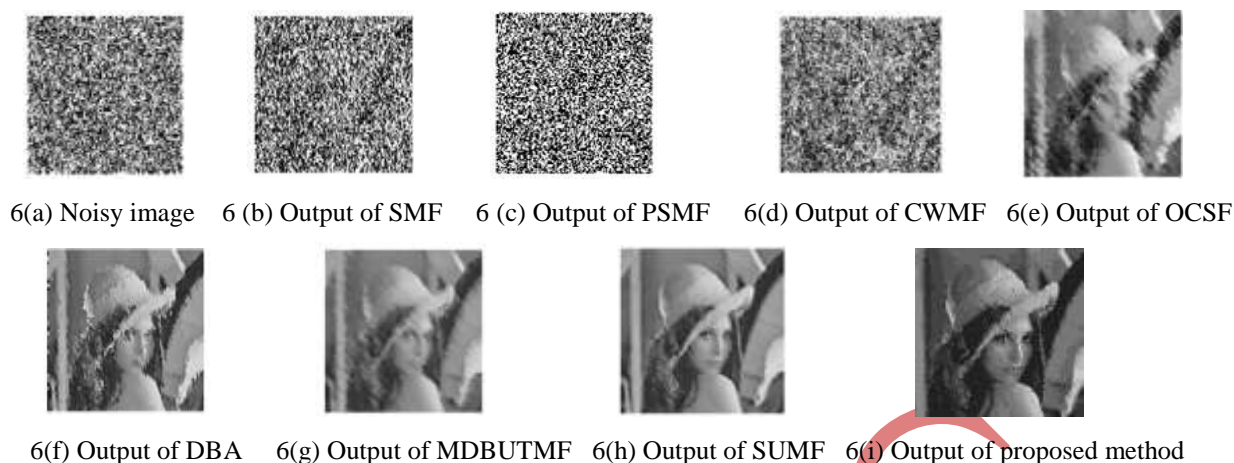 6(a) Noisy image 6 (b) Output of SMF 6 (c) Output of PSMF 6(d) Output of CWMF 6(e) Output of OCSF
6(f) Output of DBA 6(g) Output of MDBUTMF 6(h) Output of SUMF 6(i) Output of proposed method